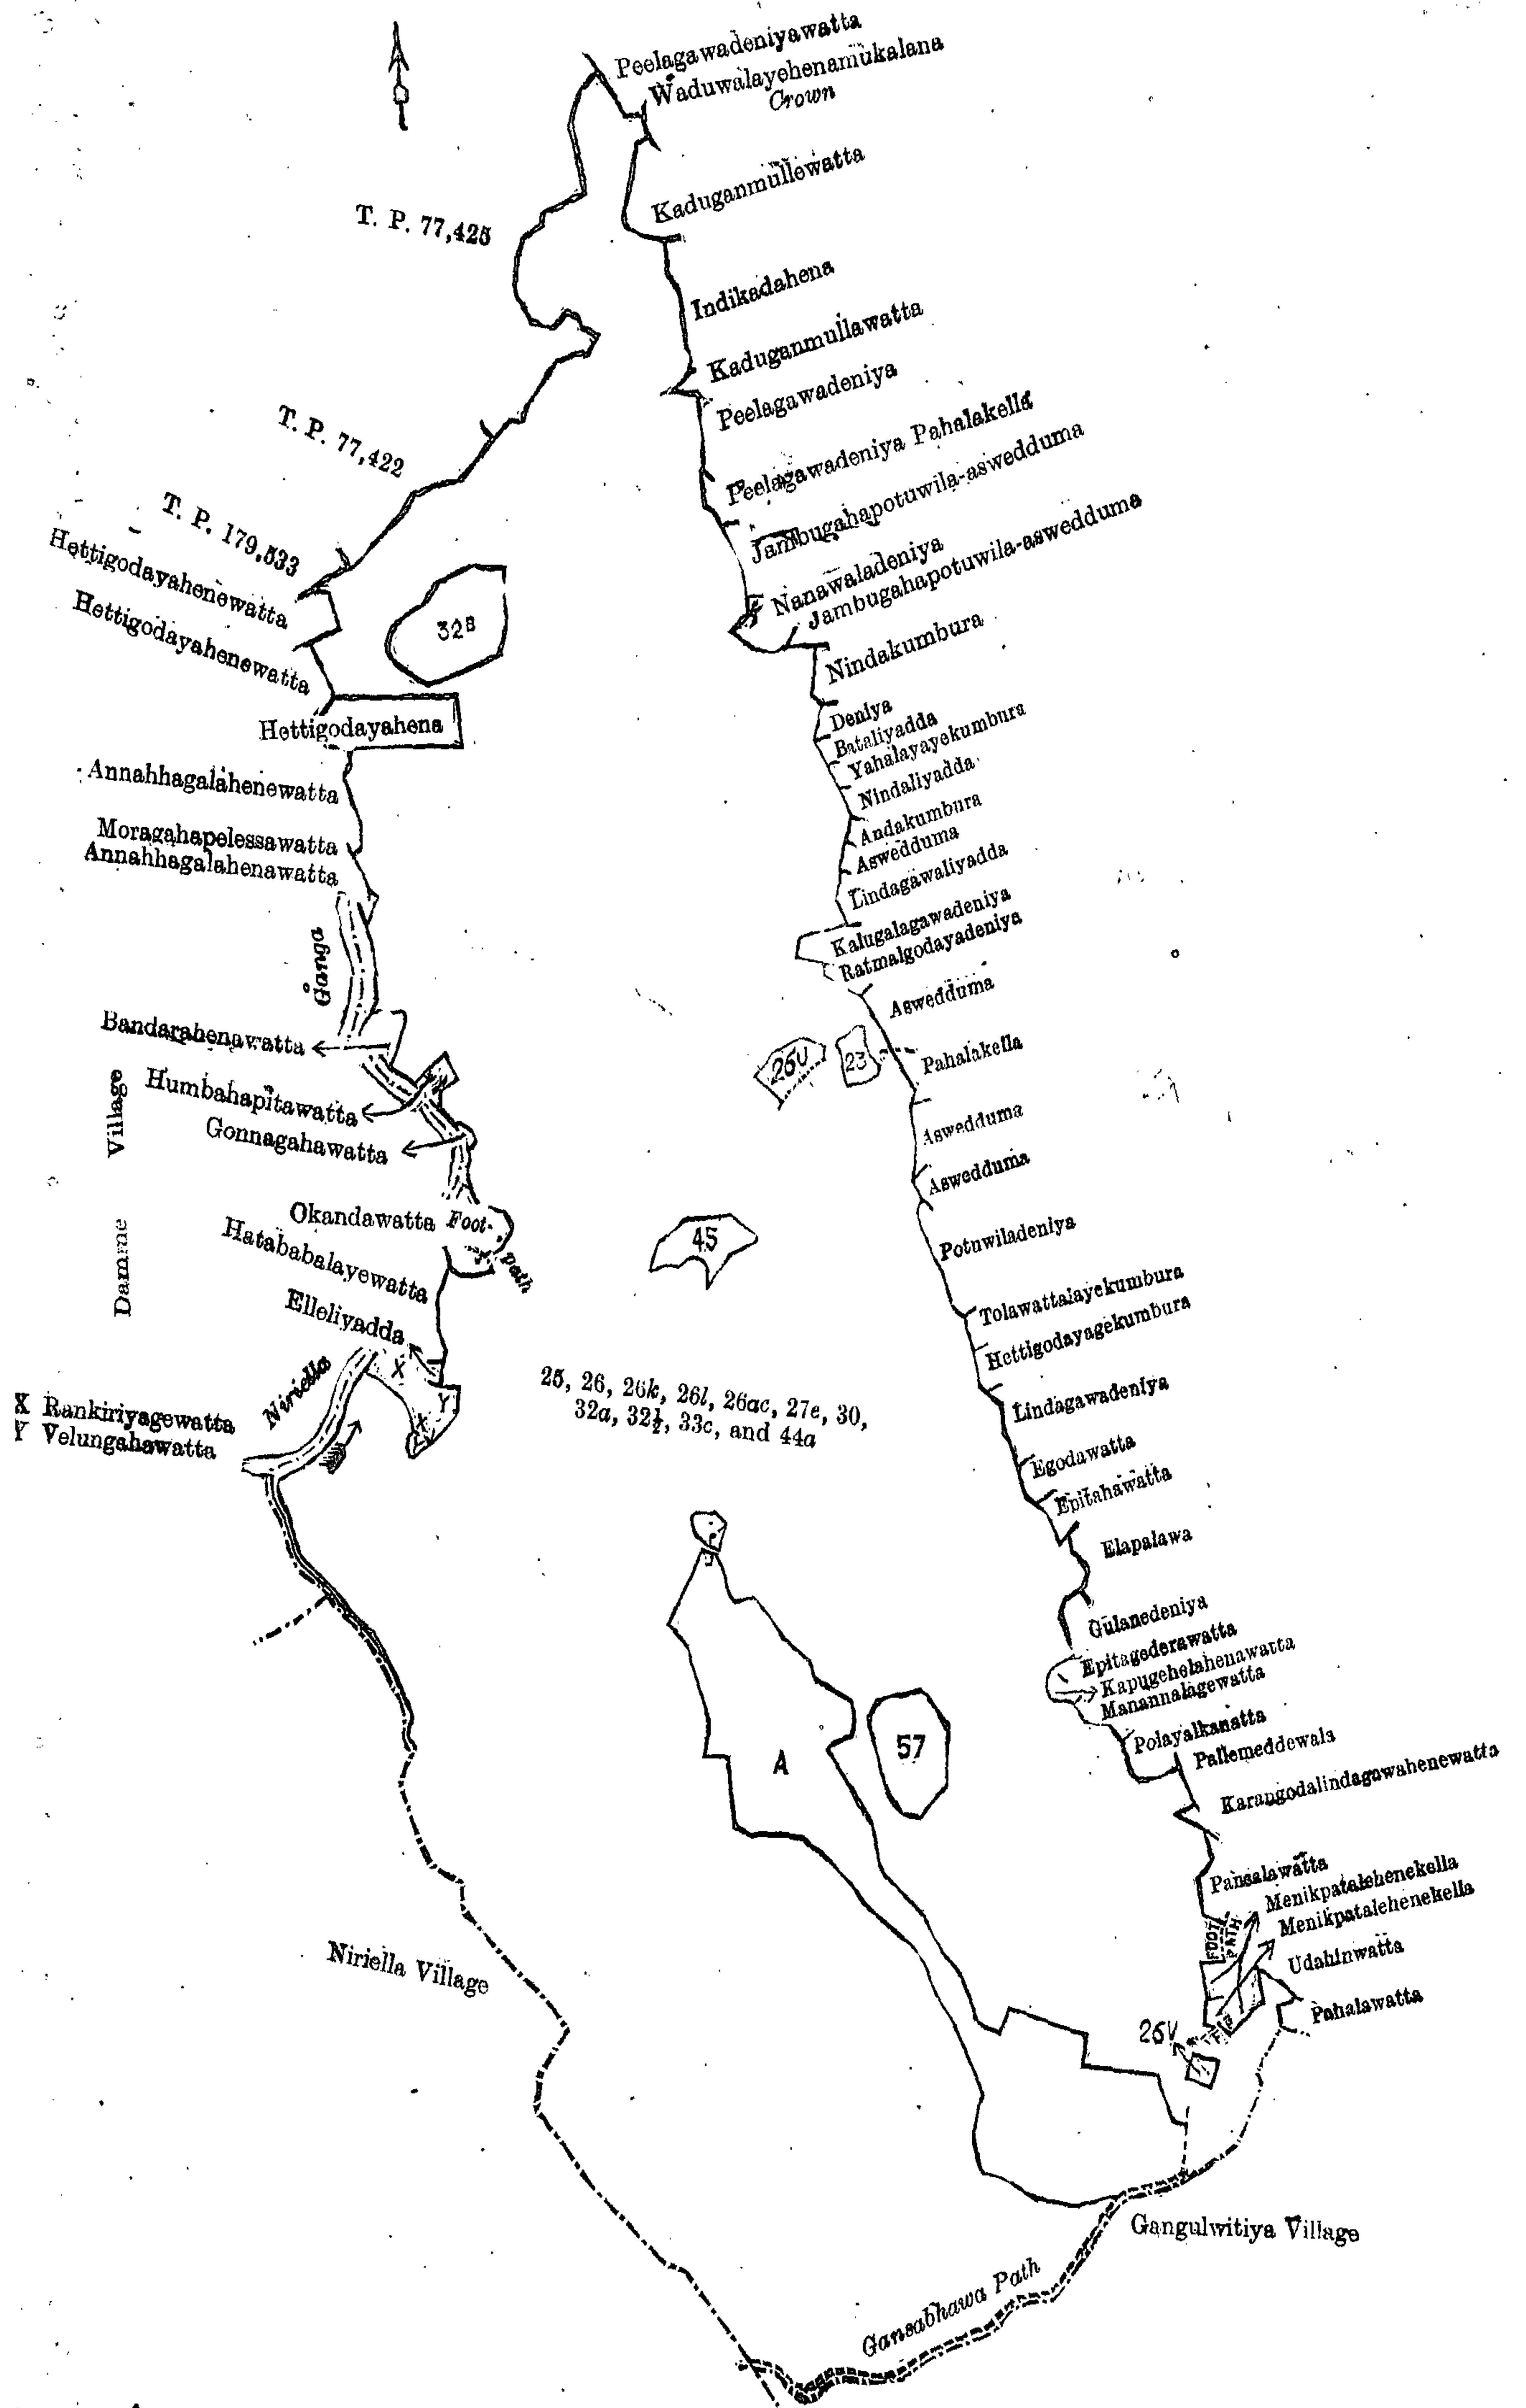 Peelagawadeniyawatta
Waduwalayehenamukalana
Crown
Kaduganmullewatta
T. P. 77,425
Indikadahena
Kaduganmullawatta
Peelagawadeniya
T. P. 77,422
Peelagawadeniya Pahalakella
Jambugahapotuwila-aswedduma
T. P. 179,533
Nanawaladeniya
Jambugahapotuwila-aswedduma
Hettigodayahenewatta
Hettigodayahenewatta
32B
Nindakumbura
Hettigodayahena
Deniya
Bataliyadda
Yahalayayekumbura
Nindaliyadda
Annahhagalahenewatta
Andakumbura
Aswedduma
Moragahapelessawatta
Annahhagalahenawatta
Lindagawaliyadda
Kalugalagawadeniya
Ratmalgodayadeniya
Ganga
Aswedduma
Bandarahenawatta
26U
23
Pahalakella
Humbahapitawatta
Gonnagahawatta
Damme Village
Aswedduma
Aswedduma
Okandawatta
Foot-path
45
Potuwiladeniya
Hatababalayewatta
Elleliyadda
Tolawattalayekumbura
Hettigodayagekumbura
X
Y
X
Niriella
25, 26, 26k, 26l, 26ac, 27e, 30,
32a, 32½, 33c, and 44a
Lindagawadeniya
X Rankiriyagewatta
Y Velungahawatta
Egodawatta
Epitahawatta
Elapalawa
Gulanedeniya
Epitagederawatta
Kapugehelahenawatta
Manannalagewatta
Polayalkanatta
Pallemeddewala
57
A
Karangodalindagawahenewatta
Pansalawatta
Menikpatalehenekella
Menikpatalehenekella
FOOT
PATH
Udahinwatta
Niriella Village
Pahalawatta
26V
Gangulwitiya Village
Gansabhawa Path